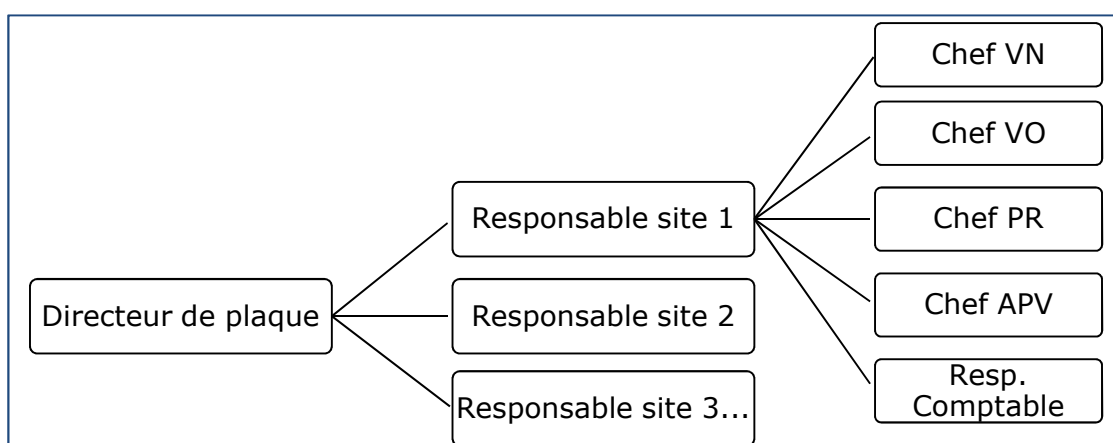 Directeur de plaque
Responsable site 1
Responsable site 2
Responsable site 3...
Chef VN
Chef VO
Chef PR
Chef APV
Resp.
Comptable